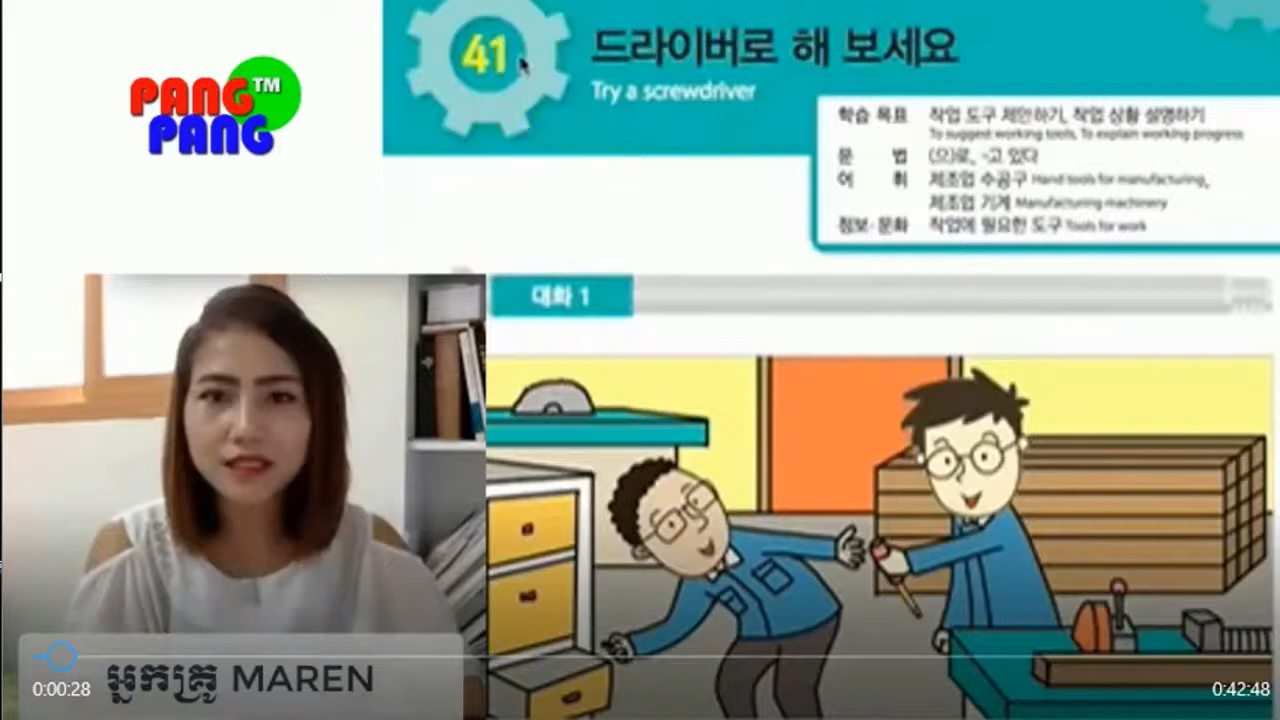 PANG™
PANG
41
드라이버로 해 보세요
Try a screwdriver
학습 목표 작업 도구 제안하기, 작업 상황 설명하기
To suggest working tools, To explain working progress
문 법 (으)로, -고 있다
어 휘 제조업 수공구 Hand tools for manufacturing,
제조업 기계 Manufacturing machinery
정보·문화 작업에 필요한 도구 Tools for work
대화 1
អ្នកគ្រូ MAREN
0:00:28
0:42:48